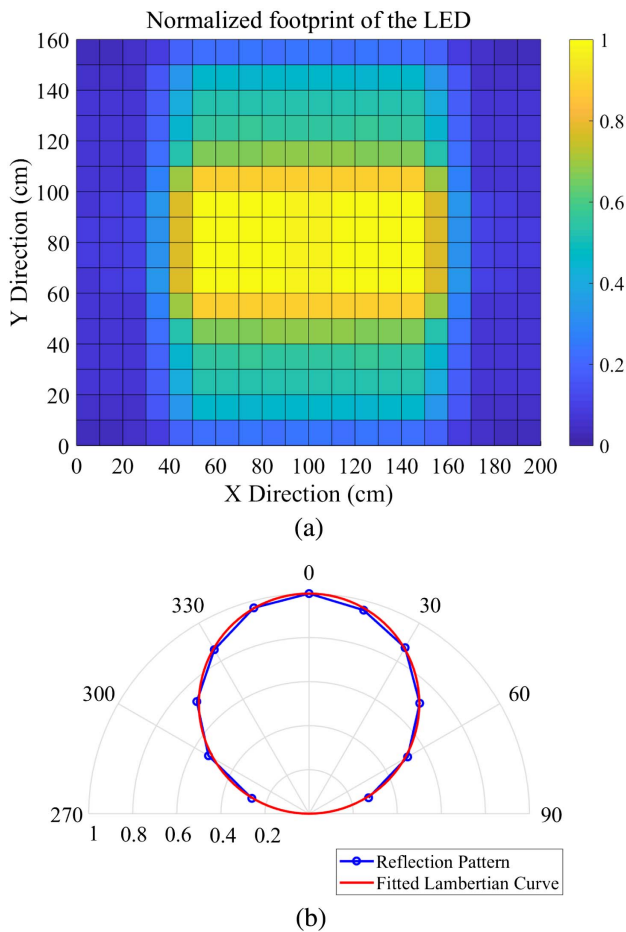 Normalized footprint of the LED
160
140
120
100
80
60
40
20
0
Y Direction (cm)
0 20 40 60 80 100 120 140 160 180 200
X Direction (cm)
1
0.8
0.6
0.4
0.2
0
(a)
0
330 30
300 60
270 90
1 0.8 0.6 0.4 0.2
Reflection Pattern
Fitted Lambertian Curve
(b)